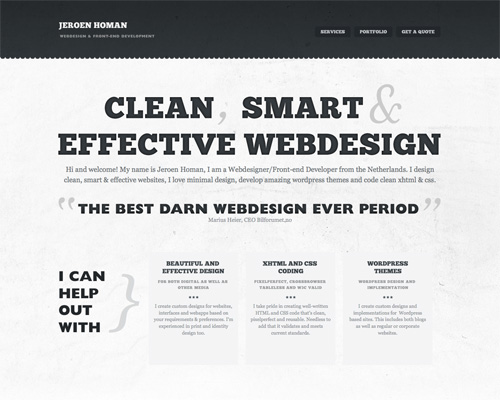 JEROEN HOMAN
WEBDESIGN & FRONT-END DEVELOPMENT
SERVICES
PORTFOLIO
GET A QUOTE
CLEAN, SMART &
EFFECTIVE WEBDESIGN
Hi and welcome! My name is Jeroen Homan, I am a Webdesigner/Front-end Developer from the Netherlands. I design
clean, smart & effective websites, I love minimal design, develop amazing wordpress themes and code clean xhtml & css.
“THE BEST DARN WEBDESIGN EVER PERIOD”
Marius Heier, CEO Bilforumet.no
I CAN
HELP
OUT
WITH }
BEAUTIFUL AND
EFFECTIVE DESIGN
FOR BOTH DIGITAL AS WELL AS
OTHER MEDIA
I create custom designs for websites,
interfaces and webapps based on
your requirements & preferences. I'm
experienced in print and identity
design too.
XHTML AND CSS
CODING
PIXELPERFECT, CROSSBROWSER
TABLELESS AND W3C VALID
I take pride in creating well-written
HTML and CSS code that's clean,
pixelperfect and reusable. Needless to
add that it validates and meets
current standards.
WORDPRESS
THEMES
WORDPRESS DESIGN AND
IMPLEMENTATION
I create custom designs and
implementations for Wordpress
based sites. This includes both blogs
as well as regular or corporate
websites.